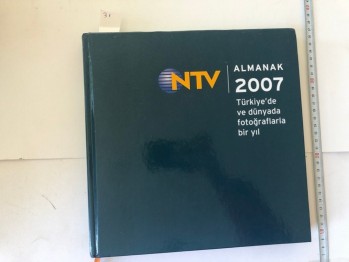 NTV
ALMANAK
2007
Türkiye'de
ve dünyada
fotoğraflarla
bir yıl